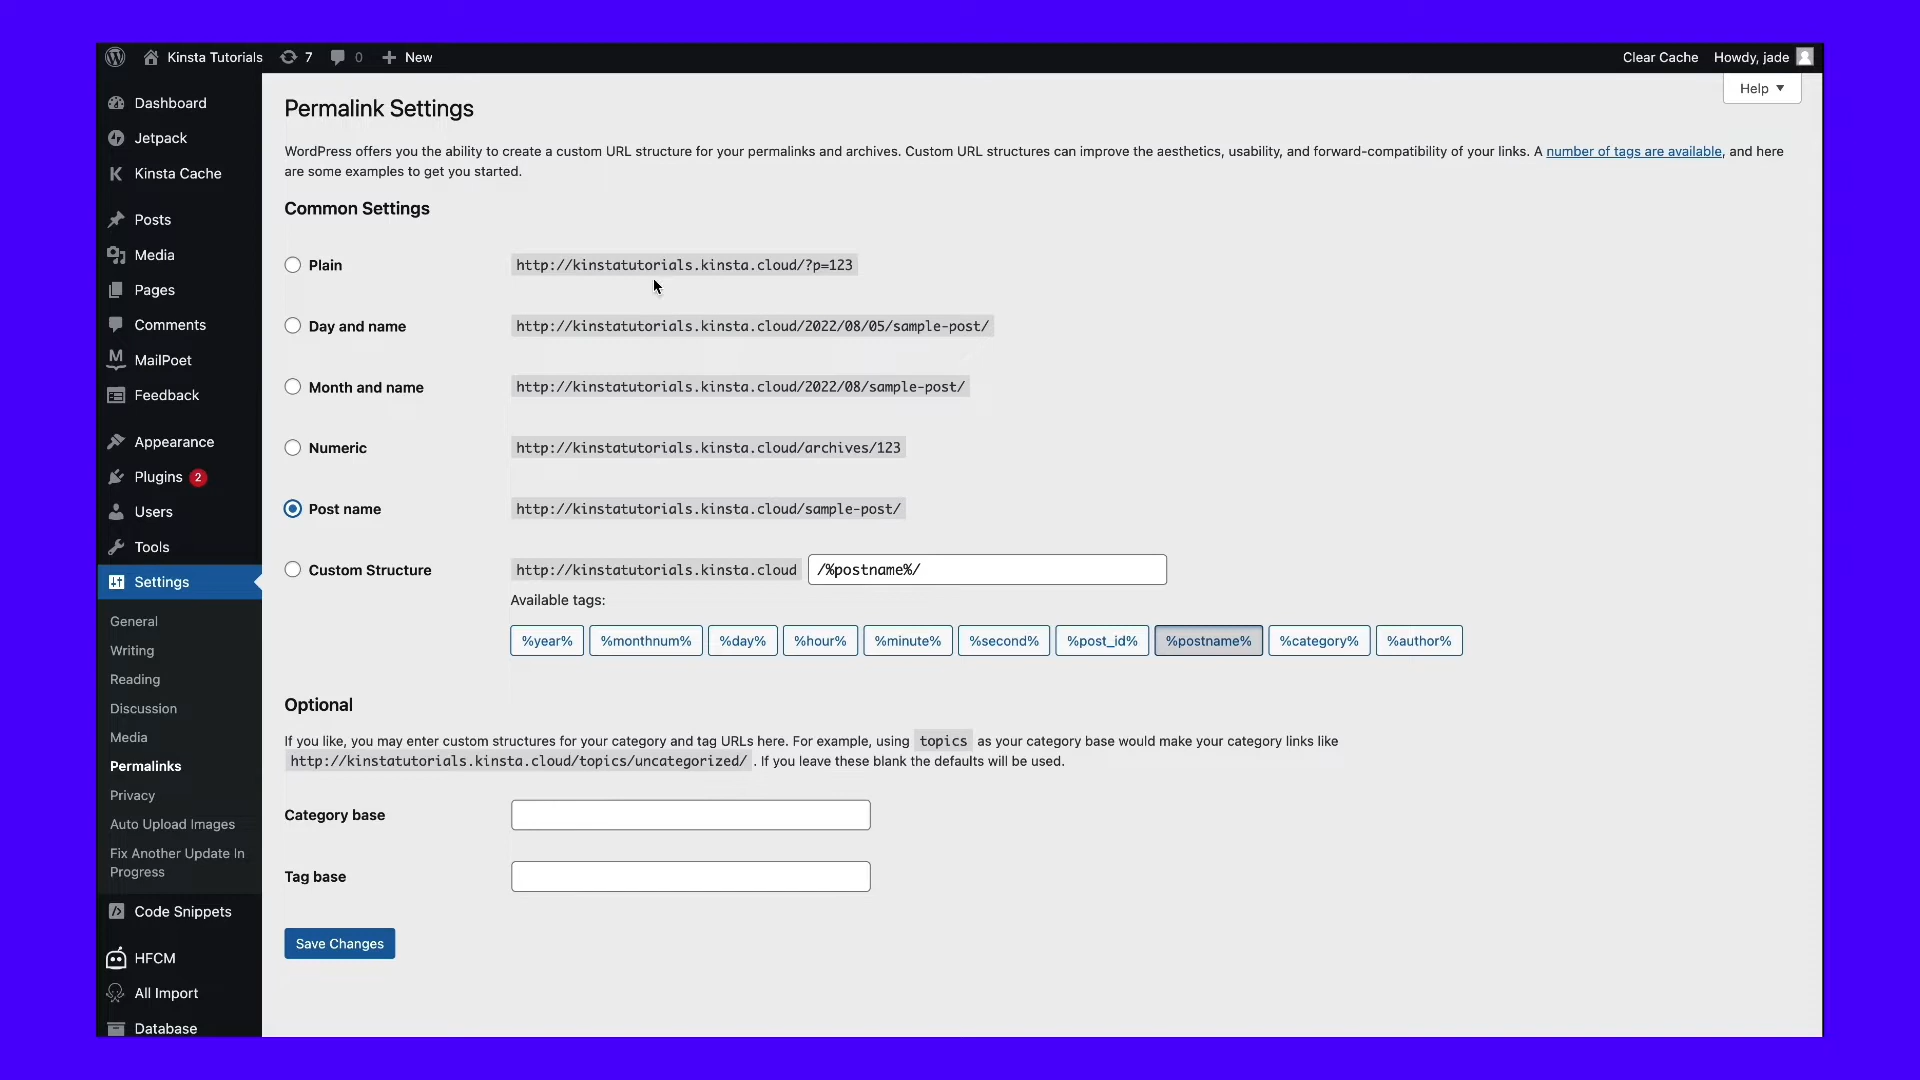 Kinsta Tutorials 7 0 New Clear Cache Howdy, jade
Help
Dashboard
Jetpack
Kinsta Cache
Posts
Media
Pages
Comments
MailPoet
Feedback
Appearance
Plugins 2
Users
Tools
Settings
General
Writing
Reading
Discussion
Media
Permalinks
Privacy
Auto Upload Images
Fix Another Update In
Progress
Code Snippets
HFCM
All Import
Database
Permalink Settings
WordPress offers you the ability to create a custom URL structure for your permalinks and archives. Custom URL structures can improve the aesthetics, usability, and forward-compatibility of your links. A number of tags are available, and here
are some examples to get you started.
Common Settings
Plain http://kinstatutorials.kinsta.cloud/?p=123
Day and name http://kinstatutorials.kinsta.cloud/2022/08/05/sample-post/
Month and name http://kinstatutorials.kinsta.cloud/2022/08/sample-post/
Numeric http://kinstatutorials.kinsta.cloud/archives/123
Post name http://kinstatutorials.kinsta.cloud/sample-post/
Custom Structure http://kinstatutorials.kinsta.cloud /%postname%/
Available tags:
%year% %monthnum% %day% %hour% %minute% %second% %post_id% %postname% %category% %author%
Optional
If you like, you may enter custom structures for your category and tag URLs here. For example, using topics as your category base would make your category links like
http://kinstatutorials.kinsta.cloud/topics/uncategorized/ . If you leave these blank the defaults will be used.
Category base
Tag base
Save Changes